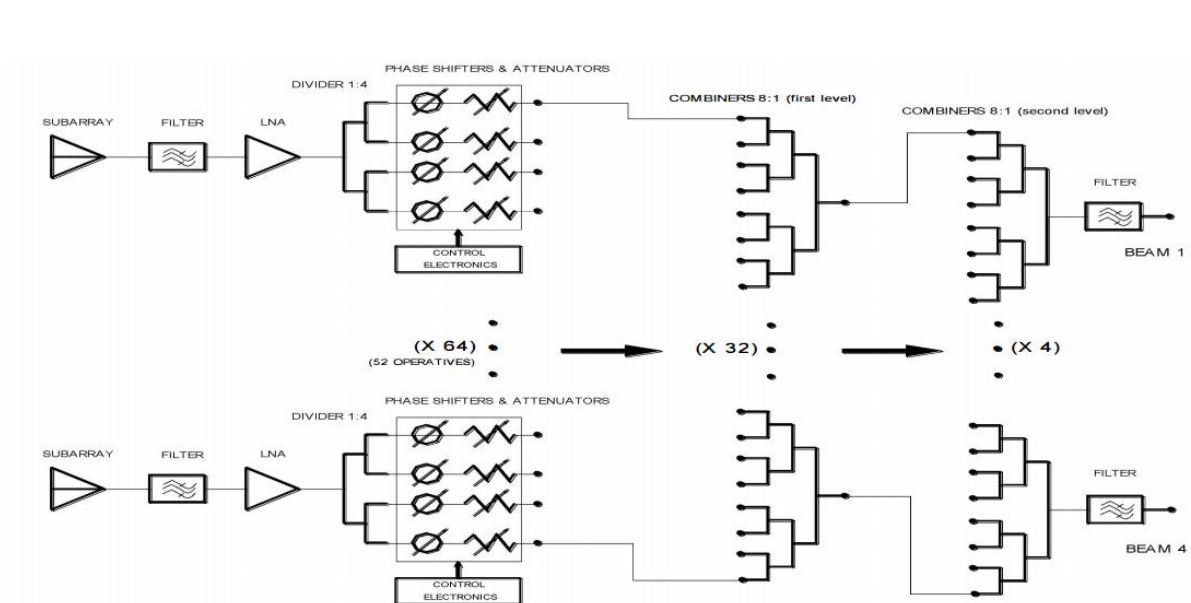 PHASE SHIFTERS & ATTENUATORS
DIVIDER 1:4
COMBINERS 8:1 (first level)
COMBINERS 8:1 (second level)
SUBARRAY
FILTER
LNA
FILTER
CONTROL
ELECTRONICS
BEAM 1
(X 64)
(52 OPERATIVES)
(X 32)
(X 4)
PHASE SHIFTERS & ATTENUATORS
DIVIDER 1:4
SUBARRAY
FILTER
LNA
FILTER
BEAM 4
CONTROL
ELECTRONICS